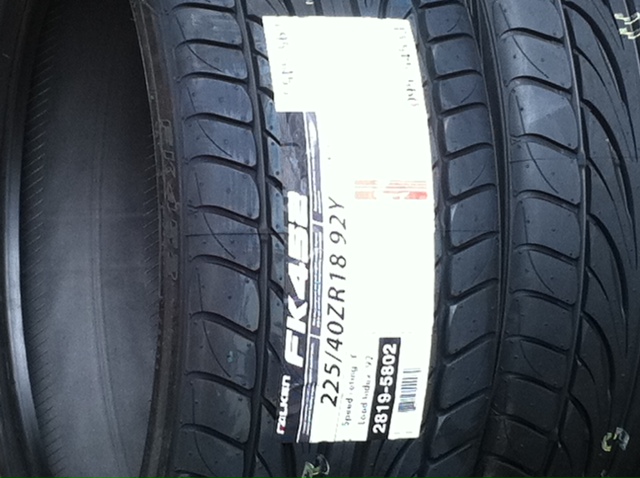 FALKEN
FK452
225/40ZR18 92Y
Speed rating: Y
Load Index: 92
2819-5802